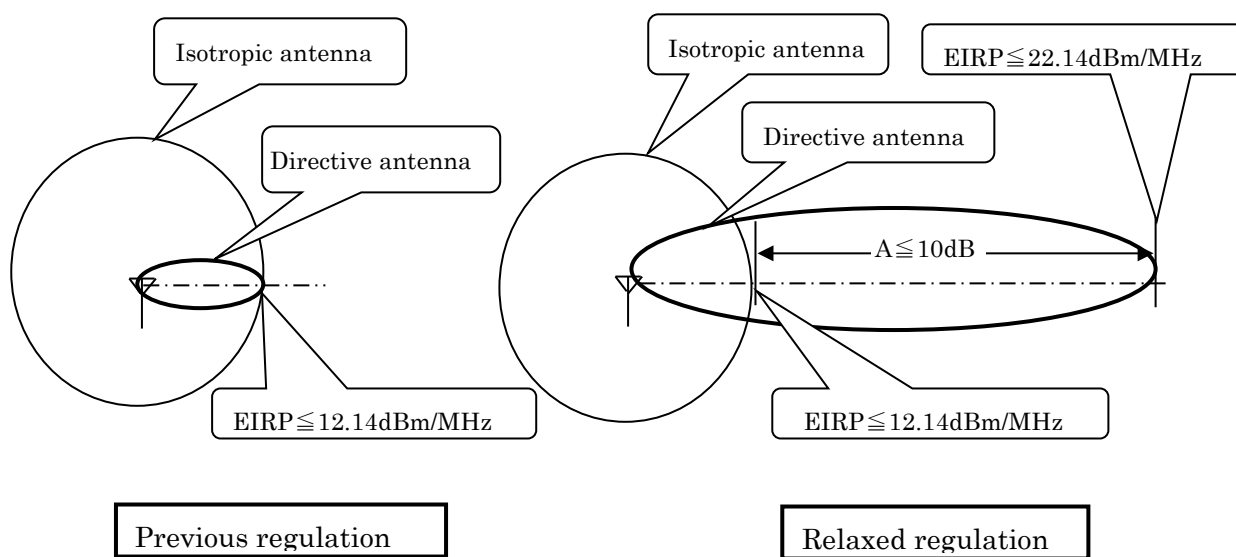 Isotropic antenna
Directive antenna
EIRP≦12.14dBm/MHz
Previous regulation
Isotropic antenna
EIRP≦22.14dBm/MHz
Directive antenna
A≦10dB
EIRP≦12.14dBm/MHz
Relaxed regulation